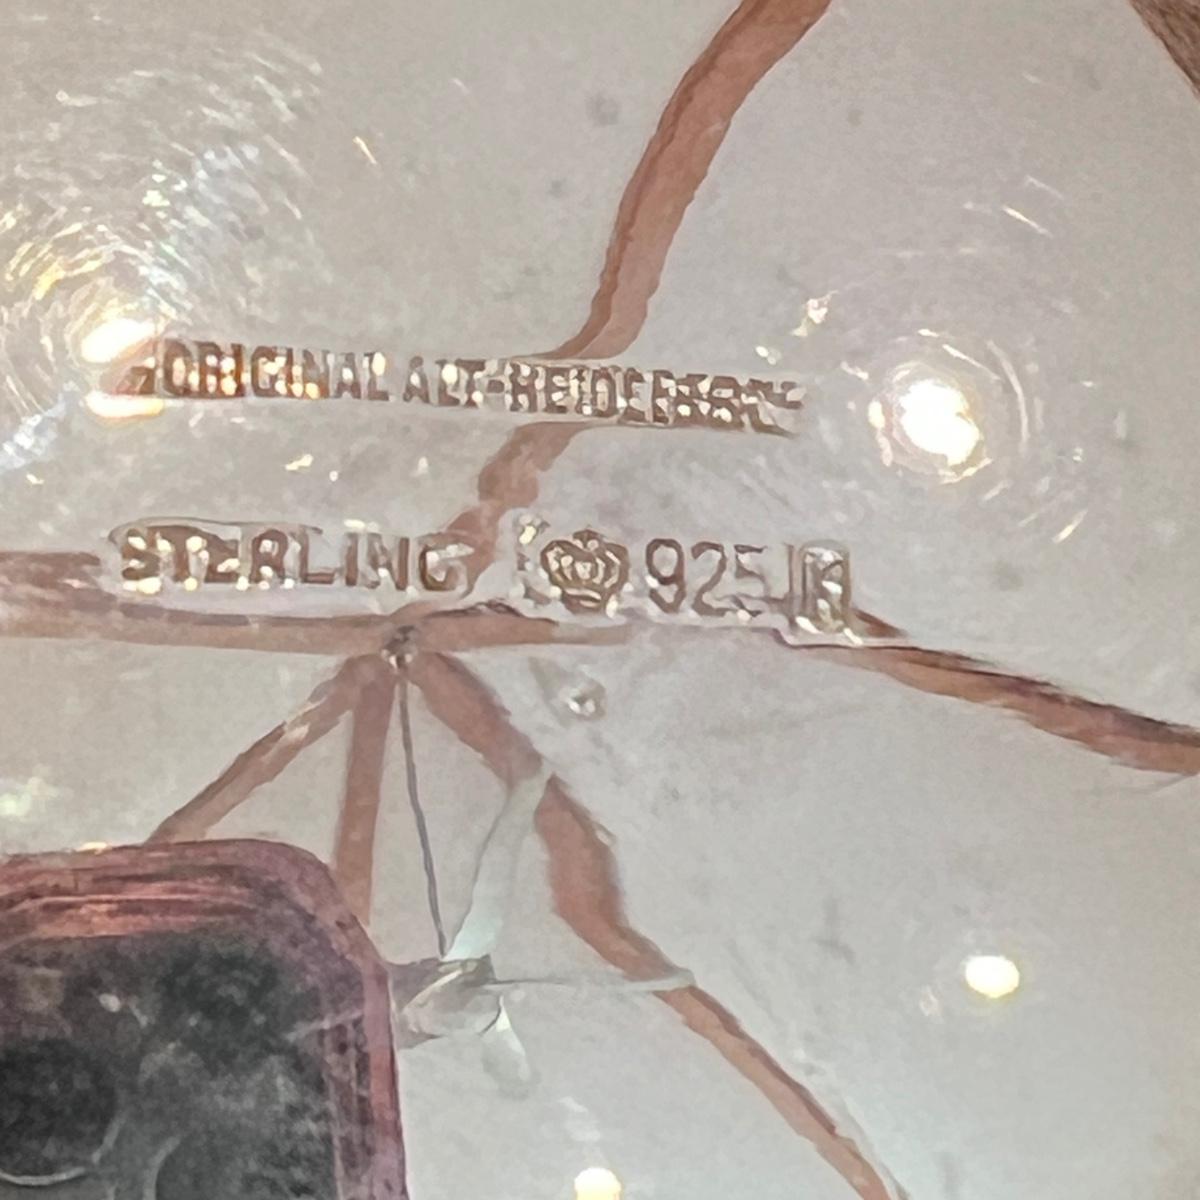 ORIGINAL ALT-HEIDELBERG
STERLING 925 K